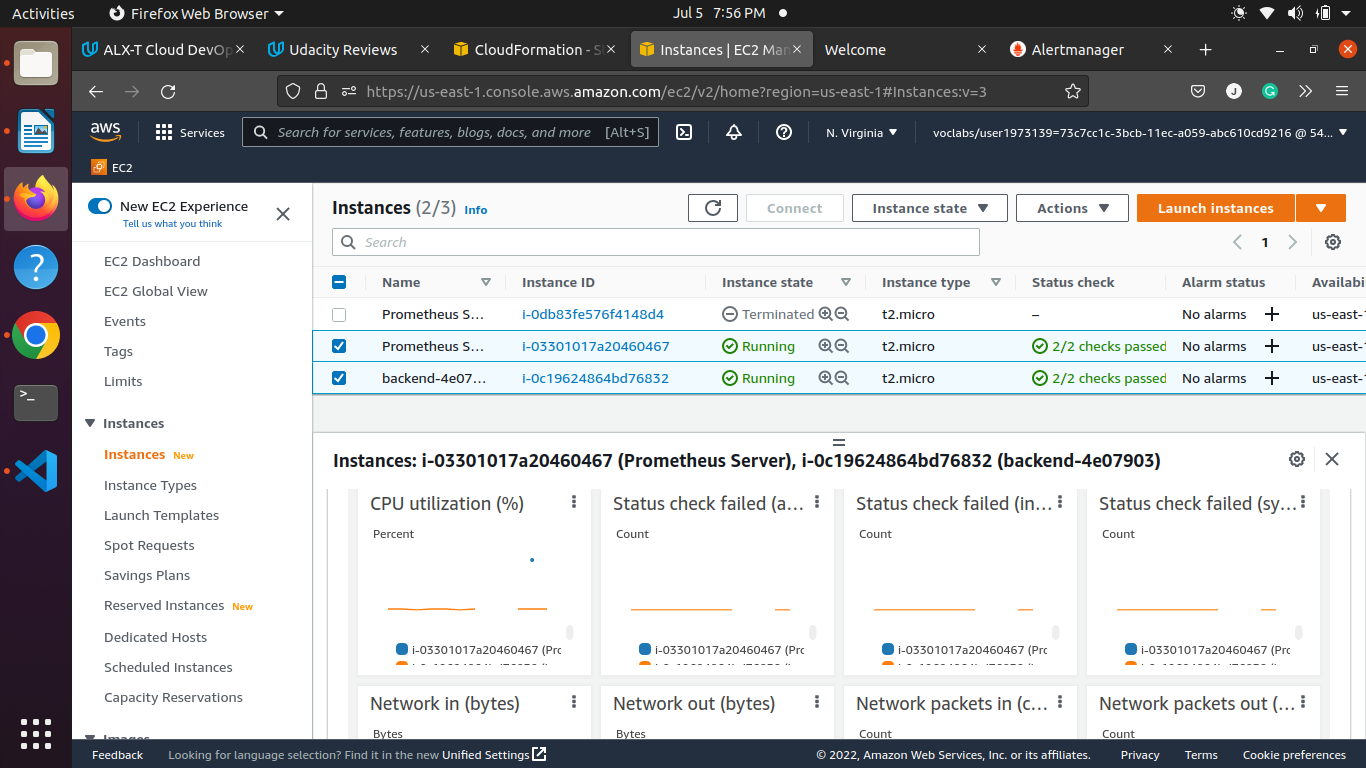 Activities Firefox Web Browser Jul 5 7:56 PM
ALX-T Cloud DevOp Udacity Reviews CloudFormation - S Instances | EC2 Man Welcome Alertmanager
https://us-east-1.console.aws.amazon.com/ec2/v2/home?region=us-east-1#Instances:v=3
aws Services Search for services, features, blogs, docs, and more [Alt+S] N. Virginia voclabs/user1973139=73c7cc1c-3bcb-11ec-a059-abc610cd9216 @ 54...
EC2
New EC2 Experience
Tell us what you think
EC2 Dashboard
EC2 Global View
Events
Tags
Limits
Instances
Instances New
Instance Types
Launch Templates
Spot Requests
Savings Plans
Reserved Instances New
Dedicated Hosts
Scheduled Instances
Capacity Reservations
Images
Instances (2/3) Info Connect Instance state Actions Launch instances
Search 1
Name Instance ID Instance state Instance type Status check Alarm status Availabi
Prometheus S... i-0db83fe576f4148d4 Terminated t2.micro – No alarms + us-east-1
Prometheus S... i-03301017a20460467 Running t2.micro 2/2 checks passed No alarms + us-east-1
backend-4e07... i-0c19624864bd76832 Running t2.micro 2/2 checks passed No alarms + us-east-1
Instances: i-03301017a20460467 (Prometheus Server), i-0c19624864bd76832 (backend-4e07903)
CPU utilization (%) Status check failed (a... Status check failed (in... Status check failed (sy...
Percent Count Count Count
i-03301017a20460467 (Pro i-03301017a20460467 (Pro i-03301017a20460467 (Pro i-03301017a20460467 (Pro
Network in (bytes) Network out (bytes) Network packets in (c... Network packets out (...
Bytes Bytes Count Count
Feedback Looking for language selection? Find it in the new Unified Settings © 2022, Amazon Web Services, Inc. or its affiliates. Privacy Terms Cookie preferences